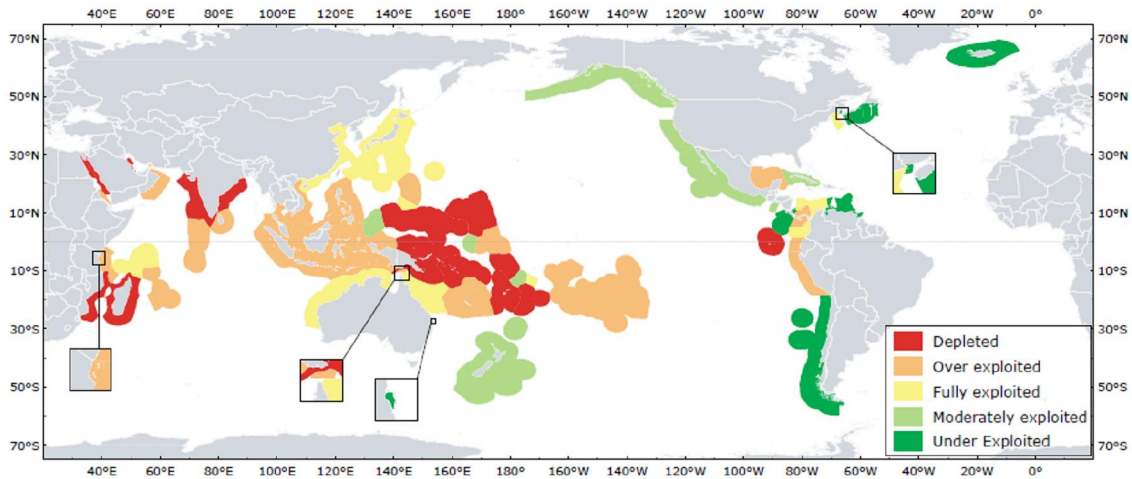 40°E 60°E 80°E 100°E 120°E 140°E 160°E 180° 160°W 140°W 120°W 100°W 80°W 60°W 40°W 20°W 0°
70°N 70°N
50°N 50°N
30°N 30°N
10°N 10°N
10°S 10°S
30°S 30°S
50°S 50°S
70°S 70°S
Depleted
Over exploited
Fully exploited
Moderately exploited
Under Exploited
40°E 60°E 80°E 100°E 120°E 140°E 160°E 180° 160°W 140°W 120°W 100°W 80°W 60°W 40°W 20°W 0°